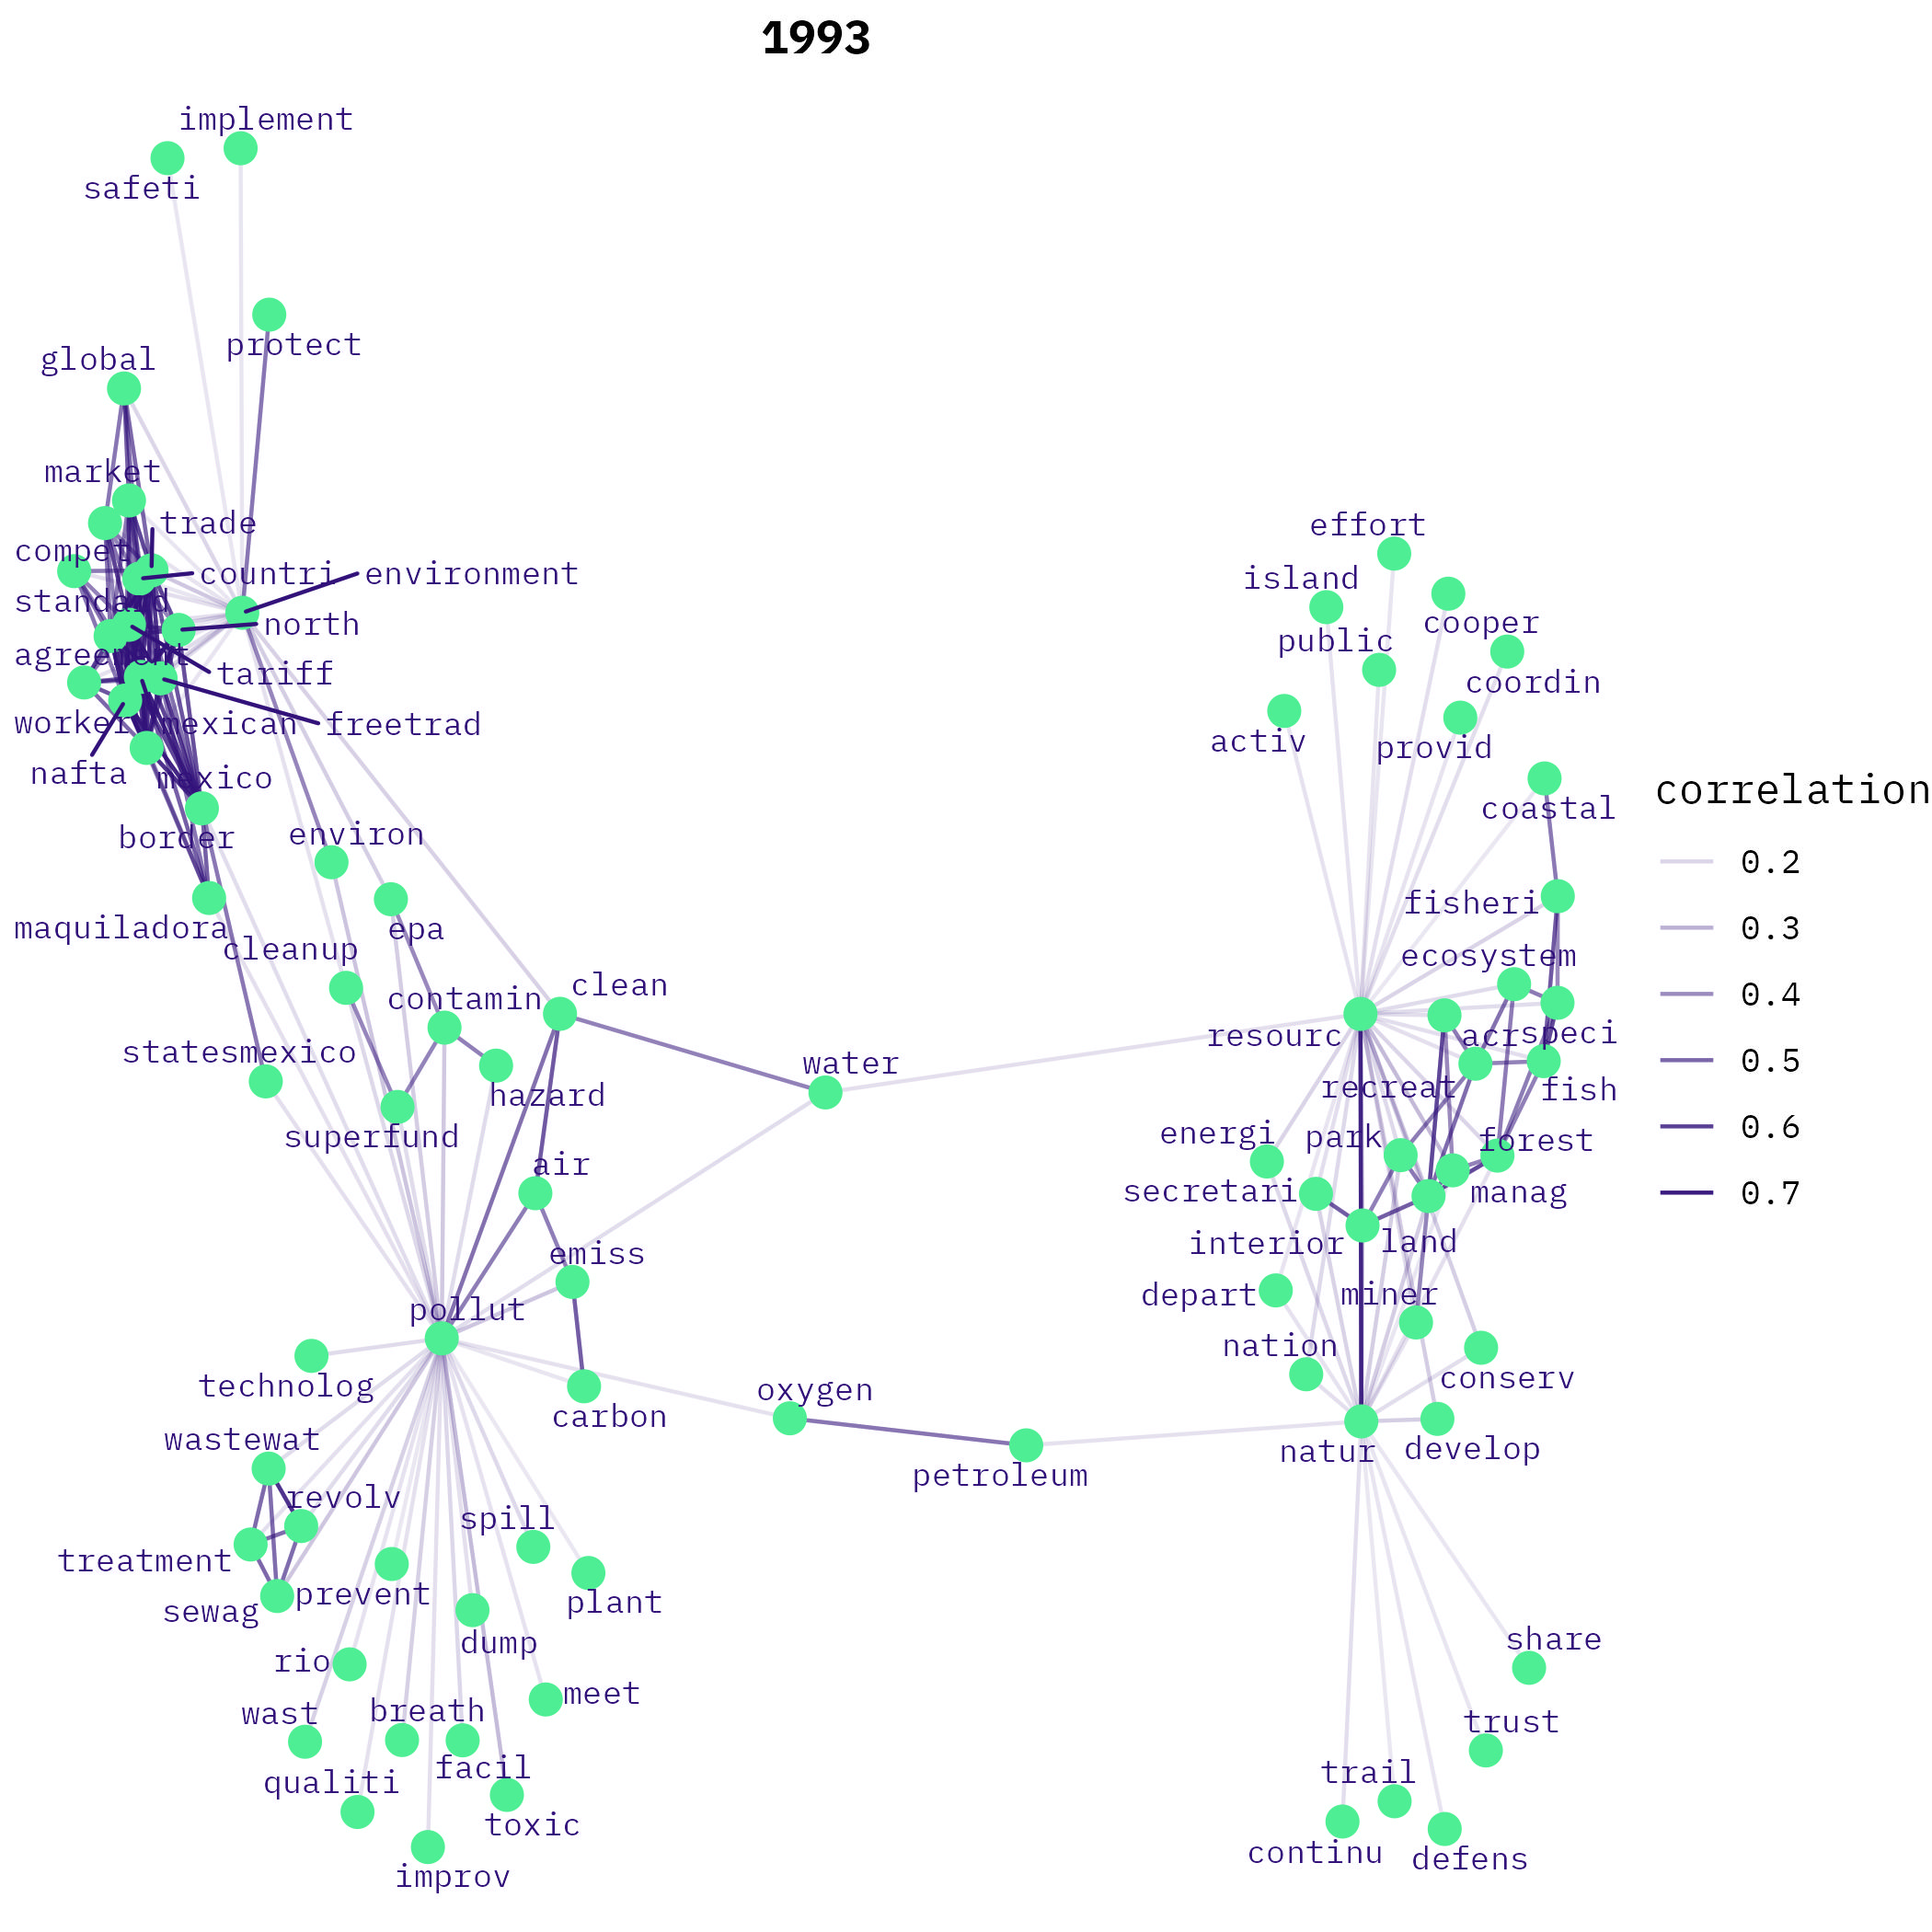 1993
implement
safeti
protect
global
market
trade
compet
countri
environment
standard
north
agreement
tariff
worker
mexican
freetrad
nafta
mexico
border
environ
maquiladora
epa
cleanup
contamin
clean
statesmexico
hazard
superfund
water
air
emiss
pollut
technolog
carbon
oxygen
petroleum
wastewat
revolv
treatment
sewag
prevent
spill
plant
dump
rio
meet
wast
breath
facil
qualiti
toxic
improv
effort
island
cooper
public
coordin
activ
provid
coastal
fisheri
ecosystem
resourc
acr
speci
recreat
fish
energi
park
forest
secretari
manag
interior
land
depart
miner
nation
conserv
natur
develop
share
trust
trail
continu
defens
correlation
0.2
0.3
0.4
0.5
0.6
0.7